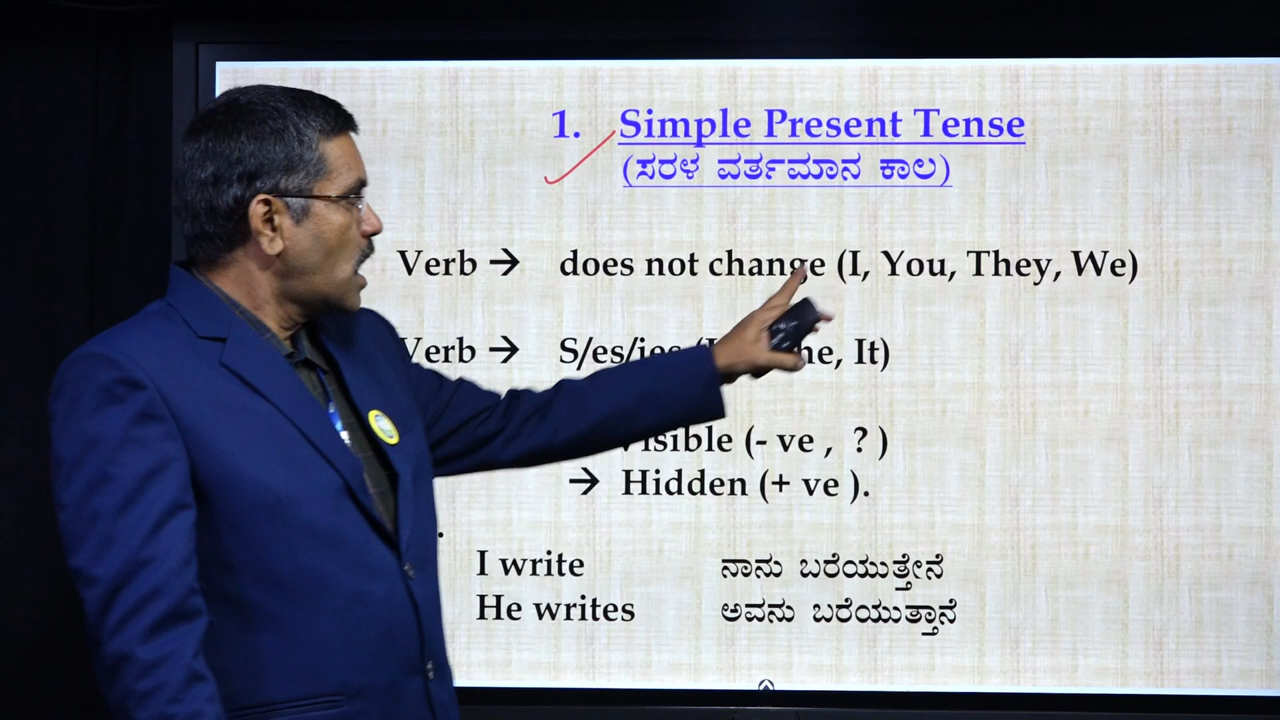 1. Simple Present Tense
(ಸರಳ ವರ್ತಮಾನ ಕಾಲ)
Verb → does not change (I, You, They, We)
Verb → S/es/ies It)
Visible (- ve , ? )
→ Hidden (+ ve ).
I write ನಾನು ಬರೆಯುತ್ತೇನೆ
He writes ಅವನು ಬರೆಯುತ್ತಾನೆ